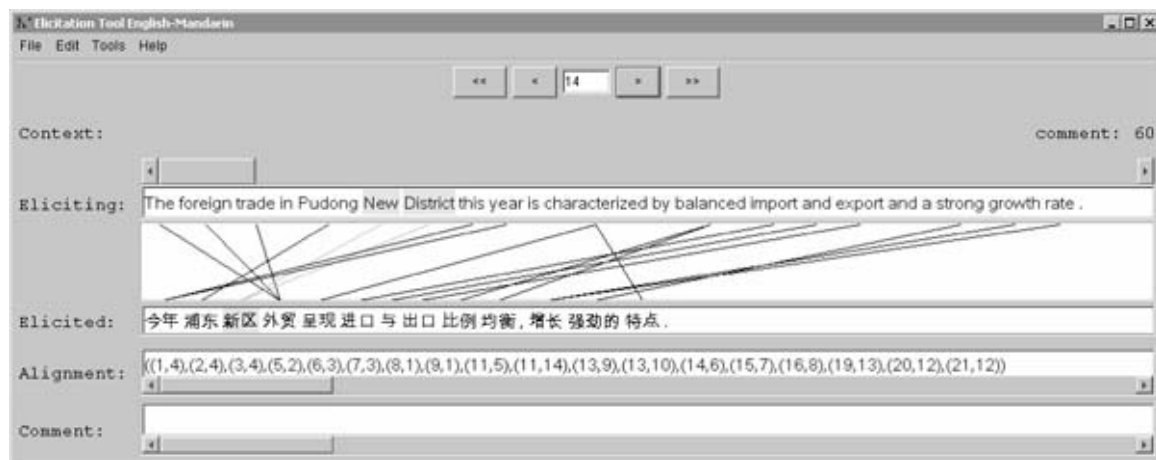 Elicitation Tool English-Mandarin
File Edit Tools Help
<< < 14 > >>
Context: comment: 60
Eliciting: The foreign trade in Pudong New District this year is characterized by balanced import and export and a strong growth rate .
Elicited: 今年 浦东 新区 外贸 呈现 进口 与 出口 比例 均衡 , 增长 强劲的 特点 .
Alignment: ((1,4),(2,4),(3,4),(5,2),(6,3),(7,3),(8,1),(9,1),(11,5),(11,14),(13,9),(13,10),(14,6),(15,7),(16,8),(19,13),(20,12),(21,12))
Comment: